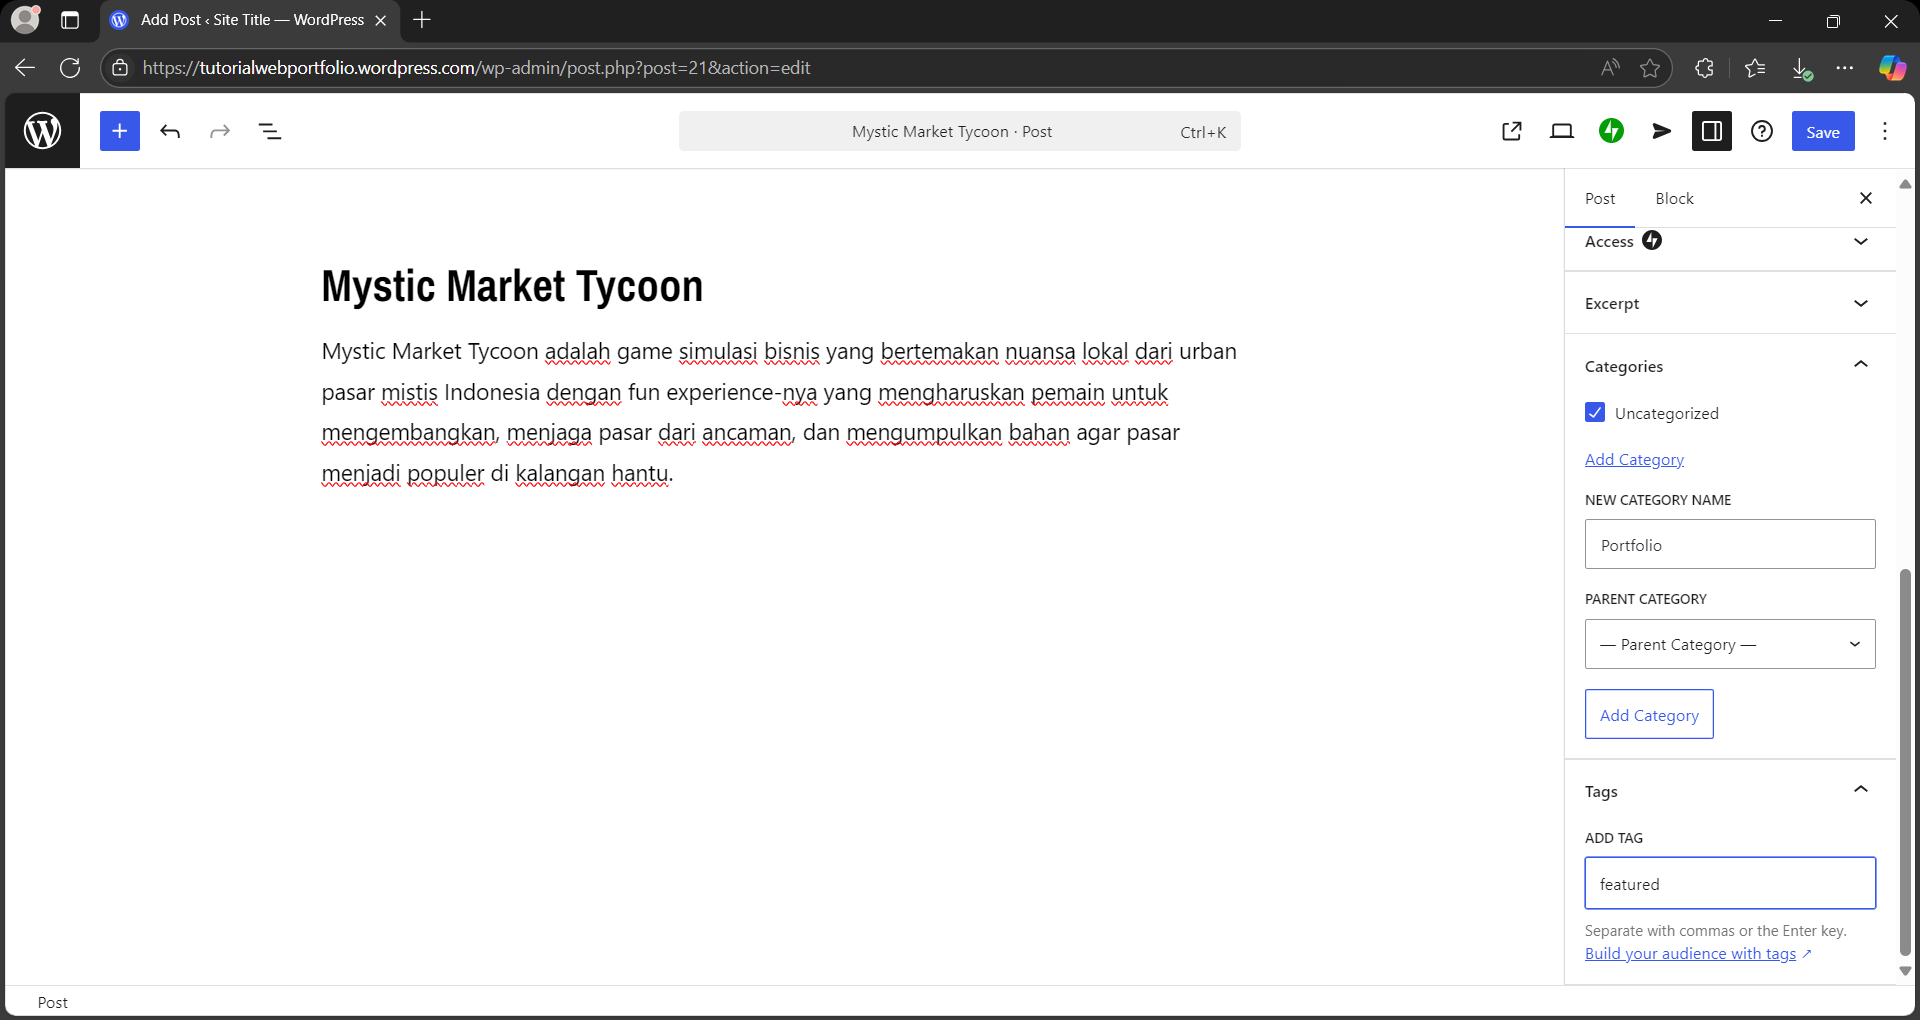 Add Post ‹ Site Title — WordPress
https://tutorialwebportfolio.wordpress.com/wp-admin/post.php?post=21&action=edit
Mystic Market Tycoon · Post
Ctrl+K
Save
Post
Block
Access
Excerpt
Categories
Uncategorized
Add Category
NEW CATEGORY NAME
Portfolio
PARENT CATEGORY
— Parent Category —
Add Category
Tags
ADD TAG
featured
Separate with commas or the Enter key.
Build your audience with tags ↗
Mystic Market Tycoon
Mystic Market Tycoon adalah game simulasi bisnis yang bertemakan nuansa lokal dari urban
pasar mistis Indonesia dengan fun experience-nya yang mengharuskan pemain untuk
mengembangkan, menjaga pasar dari ancaman, dan mengumpulkan bahan agar pasar
menjadi populer di kalangan hantu.
Post